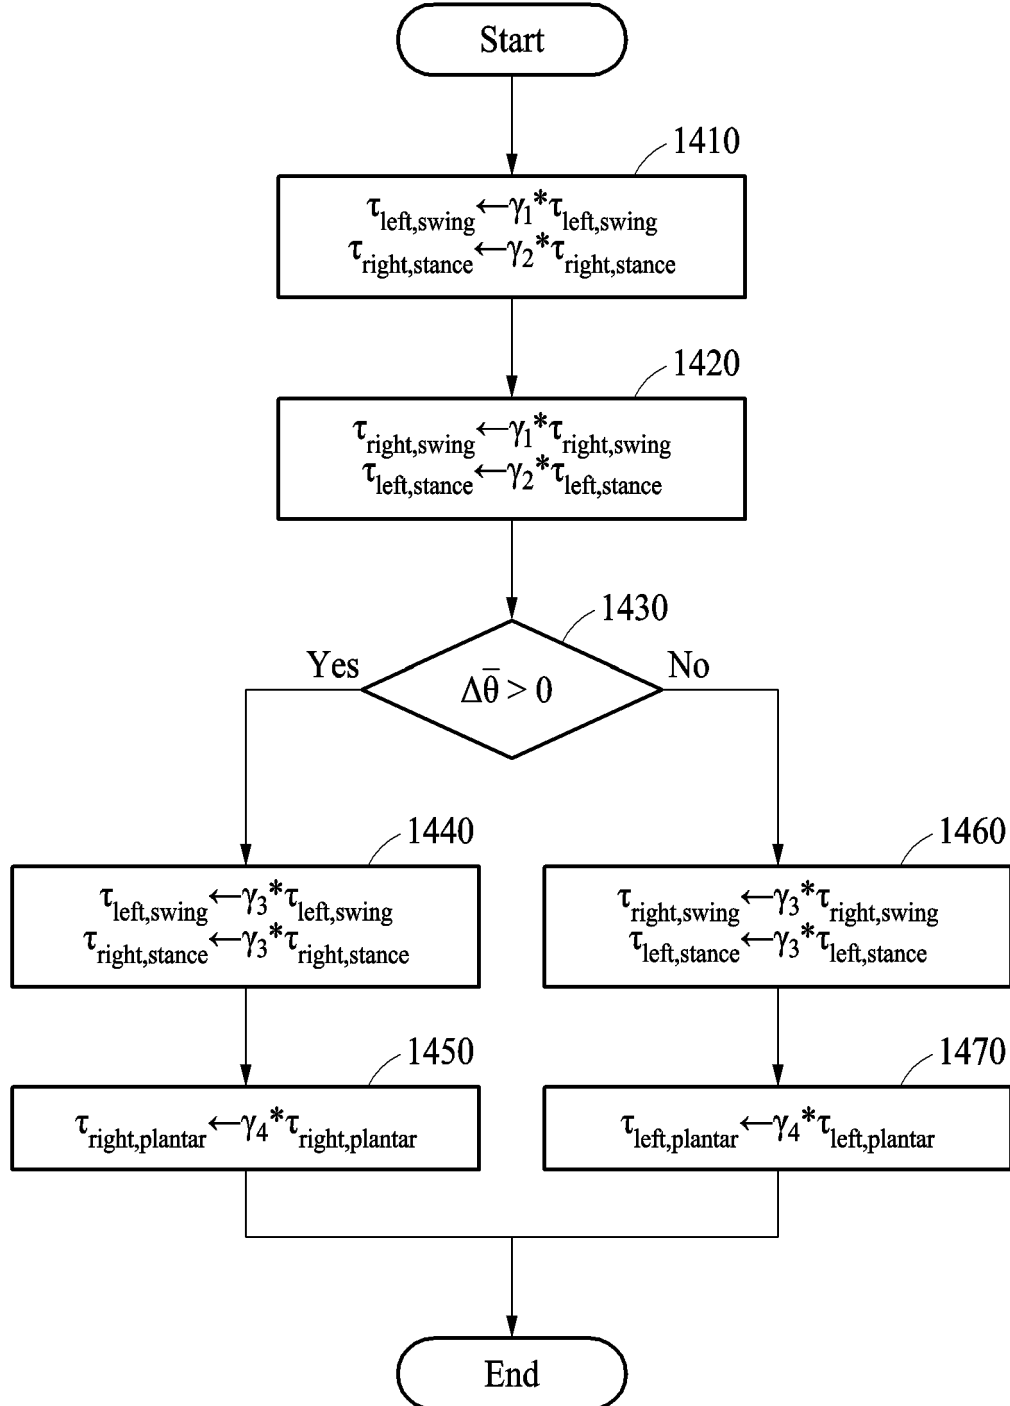 Start
1410
τleft,swing←γ1*τleft,swing
τright,stance←γ2*τright,stance
1420
τright,swing←γ1*τright,swing
τleft,stance←γ2*τleft,stance
1430
Yes
Δθ̅ > 0
No
1440
τleft,swing←γ3*τleft,swing
τright,stance←γ3*τright,stance
1460
τright,swing←γ3*τright,swing
τleft,stance←γ3*τleft,stance
1450
τright,plantar←γ4*τright,plantar
1470
τleft,plantar←γ4*τleft,plantar
End